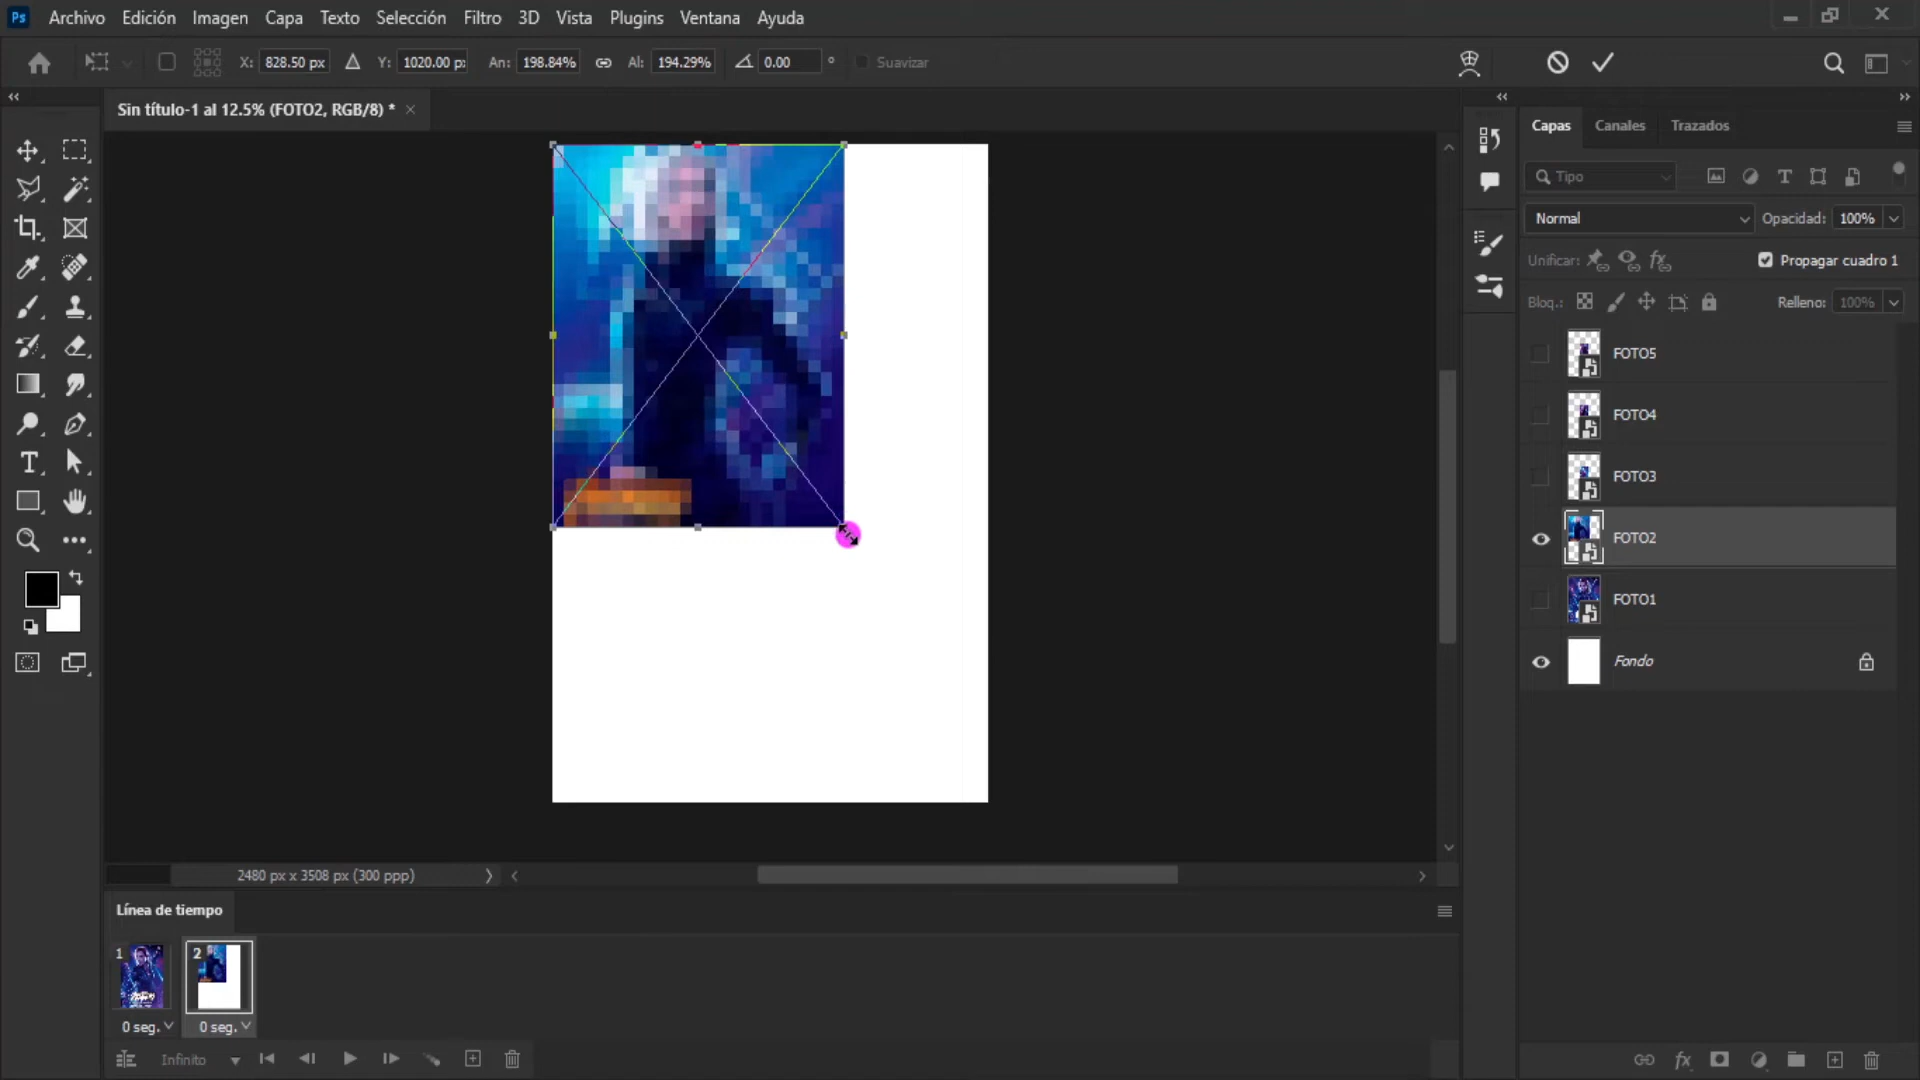 Ps Archivo Edición Imagen Capa Texto Selección Filtro 3D Vista Plugins Ventana Ayuda
X: 828.50 px Y: 1020.00 px An: 198.84% Al: 194.29% 0.00 ° Suavizar
Sin título-1 al 12.5% (FOTO2, RGB/8) *
Capas Canales Trazados
Tipo
Normal Opacidad: 100%
Unificar: Propagar cuadro 1
Bloq.: Relleno: 100%
FOTO5
FOTO4
FOTO3
FOTO2
FOTO1
Fondo
2480 px x 3508 px (300 ppp)
Línea de tiempo
1 2
0 seg. 0 seg.
Infinito